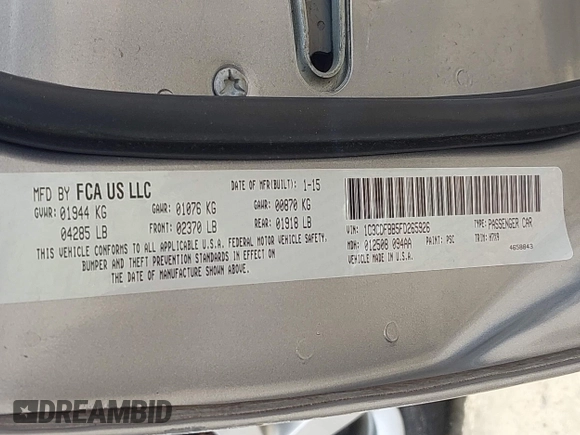 MFD BY FCA US LLC
DATE OF MFR(BUILT): 1-15
GVWR: 01944 KG GAWR: 01076 KG GAWR: 00870 KG
04285 LB FRONT: 02370 LB REAR: 01918 LB
THIS VEHICLE CONFORMS TO ALL APPLICABLE U.S.A. FEDERAL MOTOR VEHICLE SAFETY,
BUMPER AND THEFT PREVENTION STANDARDS IN EFFECT ON
THE DATE OF MANUFACTURE SHOWN ABOVE.
VIN: 1C3CDFBB5FD265926 TYPE: PASSENGER CAR
MDH: 012508 094AA PAINT: PSC TRIM: H7X9
VEHICLE MADE IN U.S.A. 4658843
DREAMBID